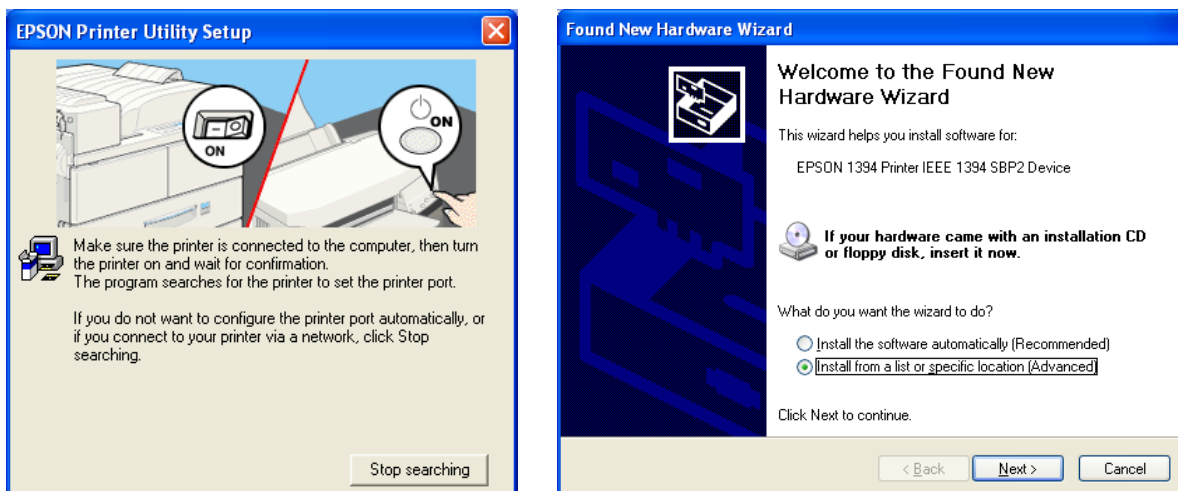 EPSON Printer Utility Setup
ON
ON
Make sure the printer is connected to the computer, then turn
the printer on and wait for confirmation.
The program searches for the printer to set the printer port.
If you do not want to configure the printer port automatically, or
if you connect to your printer via a network, click Stop
searching.
Stop searching
Found New Hardware Wizard
Welcome to the Found New
Hardware Wizard
This wizard helps you install software for:
EPSON 1394 Printer IEEE 1394 SBP2 Device
If your hardware came with an installation CD
or floppy disk, insert it now.
What do you want the wizard to do?
Install the software automatically (Recommended)
Install from a list or specific location (Advanced)
Click Next to continue.
< Back
Next >
Cancel